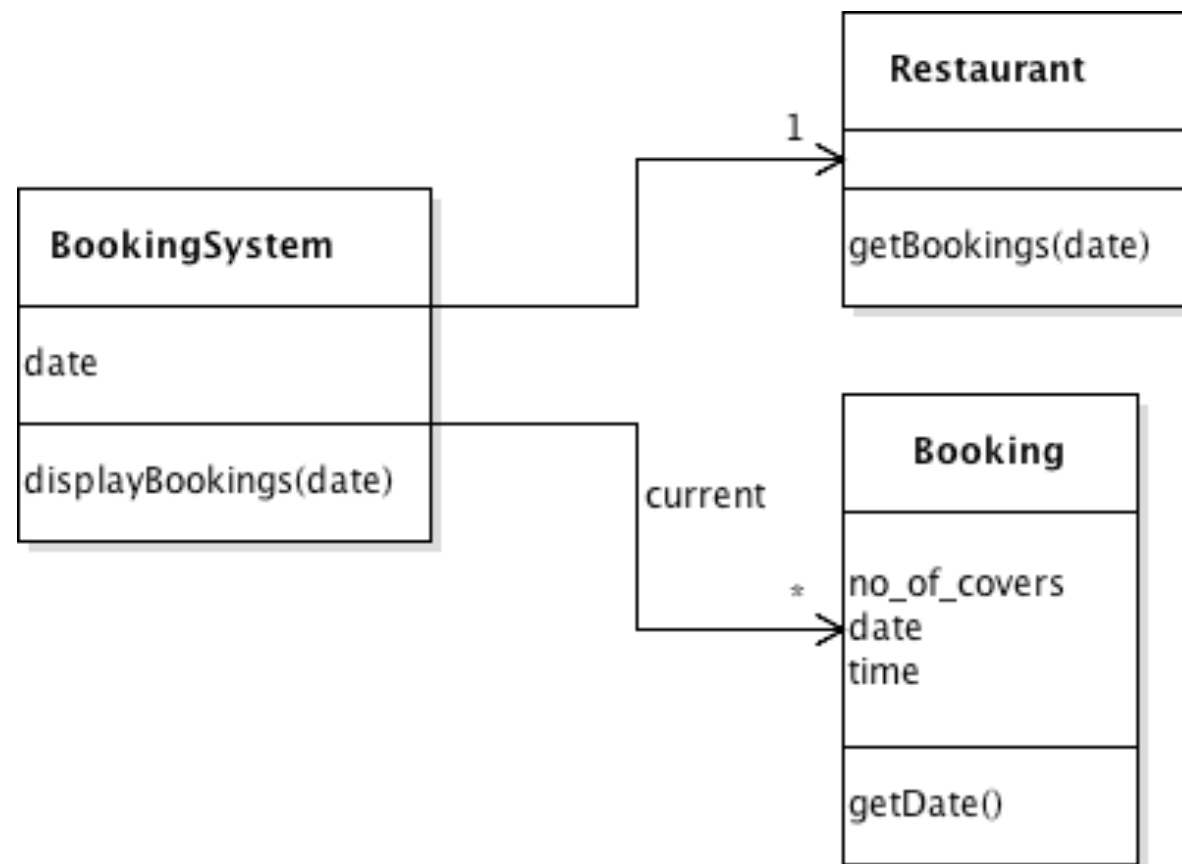 Restaurant
1
getBookings(date)
BookingSystem
date
displayBookings(date)
current
*
Booking
no_of_covers
date
time
getDate()